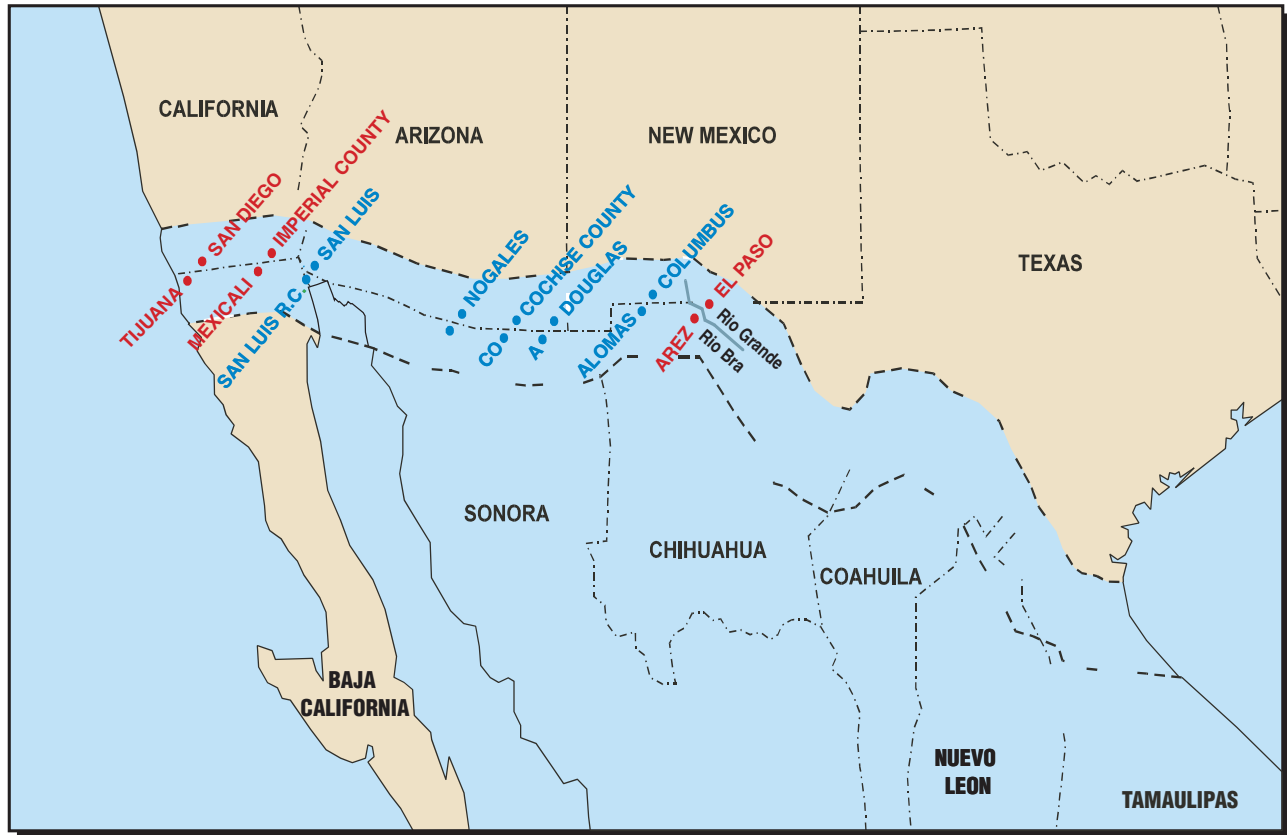 CALIFORNIA
ARIZONA
NEW MEXICO
TEXAS
SAN DIEGO
IMPERIAL COUNTY
SAN LUIS
NOGALES
COCHISE COUNTY
DOUGLAS
COLUMBUS
EL PASO
TIJUANA
MEXICALI
SAN LUIS R.C.
CO
A
ALOMAS
AREZ
Rio Grande
Rio Bra
SONORA
CHIHUAHUA
COAHUILA
BAJA
CALIFORNIA
NUEVO
LEON
TAMAULIPAS